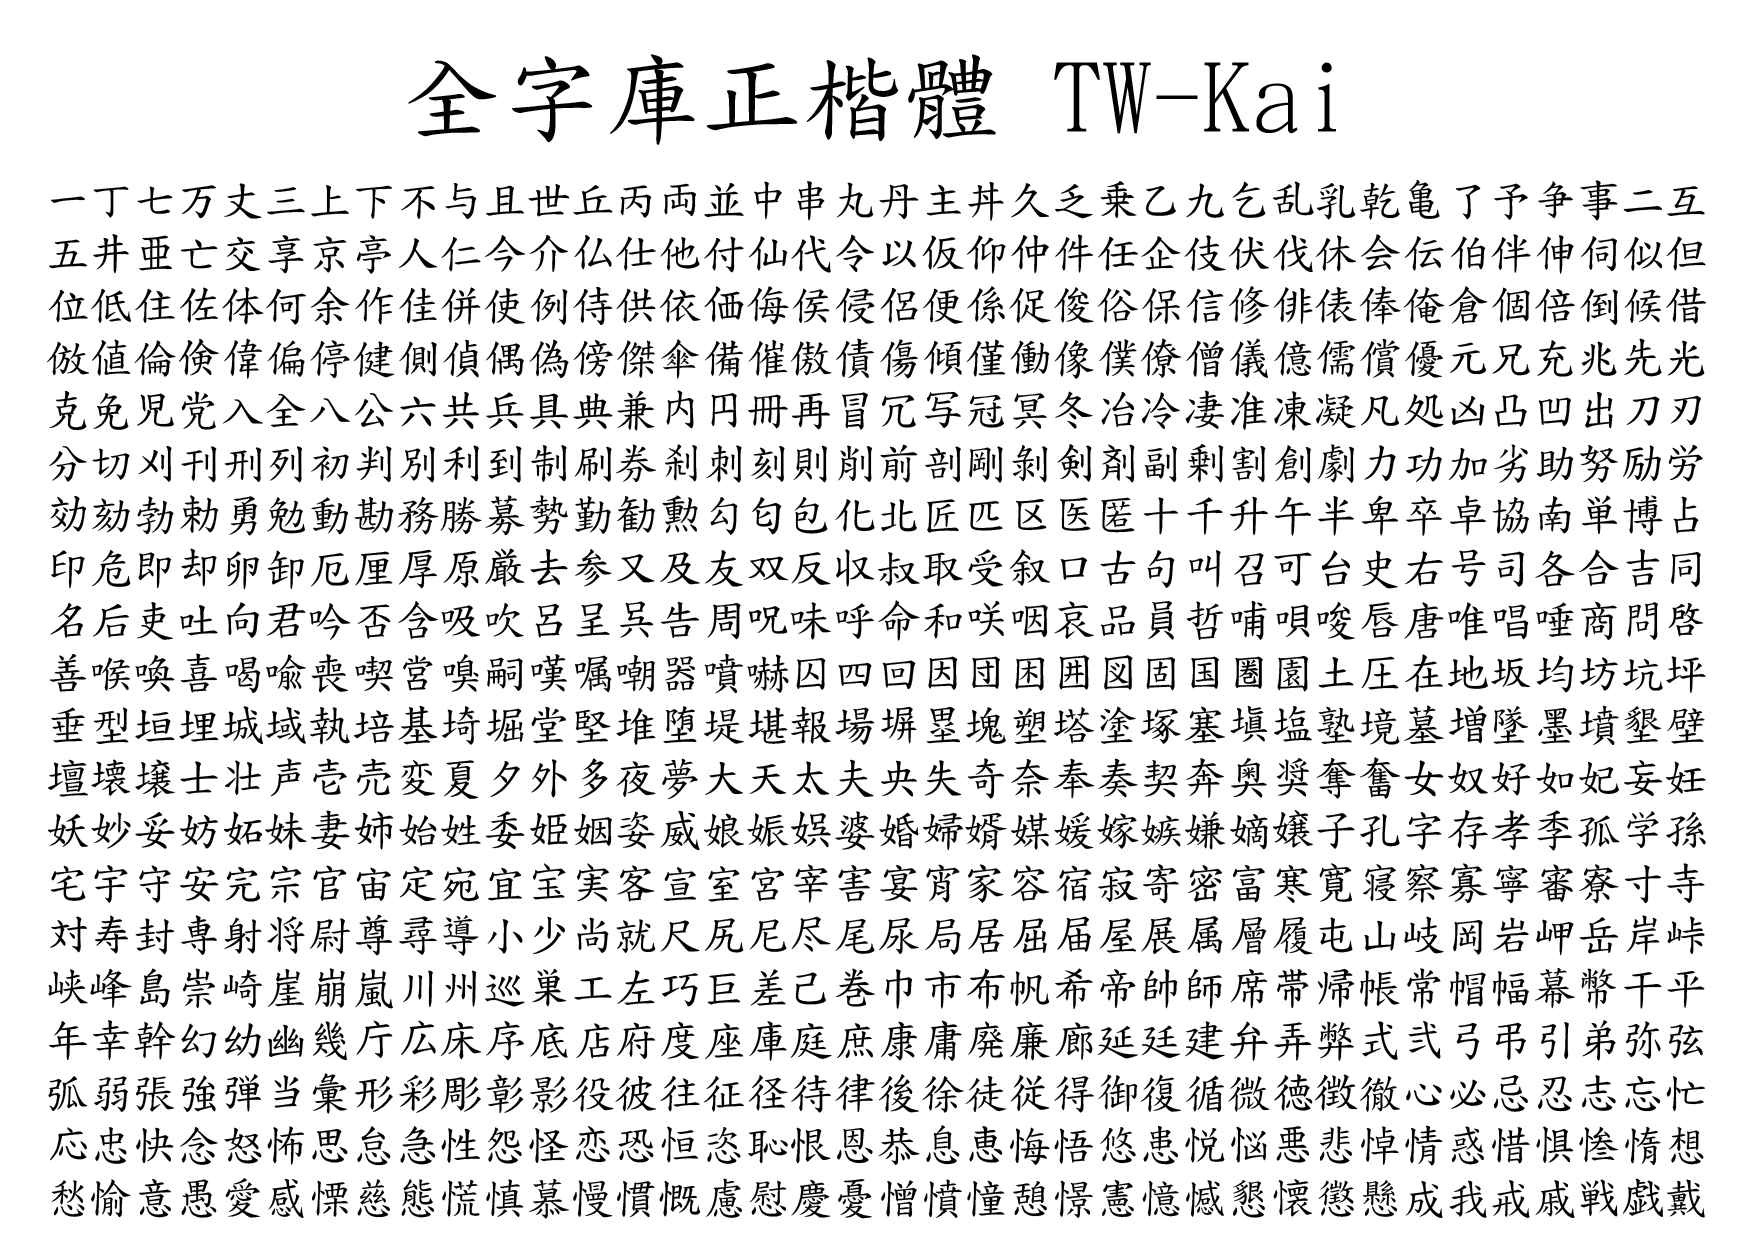 全字庫正楷體 TW-Kai
一丁七万丈三上下不与且世丘丙両並中串丸丹主丼久乏乗乙九乞乱乳乾亀了予争事二互
五井亜亡交享京亭人仁今介仏仕他付仙代令以仮仰仲件任企伎伏伐休会伝伯伴伸伺似但
位低住佐体何余作佳併使例侍供依価侮侯侵侶便係促俊俗保信修俳俵俸俺倉個倍倒候借
倣値倫倹偉偏停健側偵偶偽傍傑傘備催傲債傷傾僅働像僕僚僧儀億儒償優元兄充兆先光
克免児党入全八公六共兵具典兼内円冊再冒冗写冠冥冬冶冷凄准凍凝凡処凶凸凹出刀刃
分切刈刊刑列初判別利到制刷券刹刺刻則削前剖剛剝剣剤副剰割創劇力功加劣助努励労
効劾勃勅勇勉動勘務勝募勢勤勧勲勾匂包化北匠匹区医匿十千升午半卑卒卓協南単博占
印危即却卵卸厄厘厚原厳去参又及友双反収叔取受叙口古句叫召可台史右号司各合吉同
名后吏吐向君吟否含吸吹呂呈呉告周呪味呼命和咲咽哀品員哲哺唄唆唇唐唯唱唾商問啓
善喉喚喜喝喩喪喫営嗅嗣嘆嘱嘲器噴嚇囚四回因団困囲図固国圏園土圧在地坂均坊坑坪
垂型垣埋城域執培基埼堀堂堅堆堕堤堪報場塀塁塊塑塔塗塚塞塡塩塾境墓増墜墨墳墾壁
壇壊壌士壮声壱売変夏夕外多夜夢大天太夫央失奇奈奉奏契奔奥奨奪奮女奴好如妃妄妊
妖妙妥妨妬妹妻姉始姓委姫姻姿威娘娠娯婆婚婦婿媒媛嫁嫉嫌嫡嬢子孔字存孝季孤学孫
宅宇守安完宗官宙定宛宜宝実客宣室宮宰害宴宵家容宿寂寄密富寒寛寝察寡寧審寮寸寺
対寿封専射将尉尊尋導小少尚就尺尻尼尽尾尿局居屈届屋展属層履屯山岐岡岩岬岳岸峠
峡峰島崇崎崖崩嵐川州巡巣工左巧巨差己巻巾市布帆希帝帥師席帯帰帳常帽幅幕幣干平
年幸幹幻幼幽幾庁広床序底店府度座庫庭庶康庸廃廉廊延廷建弁弄弊式弐弓弔引弟弥弦
弧弱張強弾当彙形彩彫彰影役彼往征径待律後徐徒従得御復循微徳徴徹心必忌忍志忘忙
応忠快念怒怖思怠急性怨怪恋恐恒恣恥恨恩恭息恵悔悟悠患悦悩悪悲悼情惑惜惧惨惰想
愁愉意愚愛感慄慈態慌慎慕慢慣慨慮慰慶憂憎憤憧憩憬憲憶憾懇懐懲懸成我戒戚戦戯戴